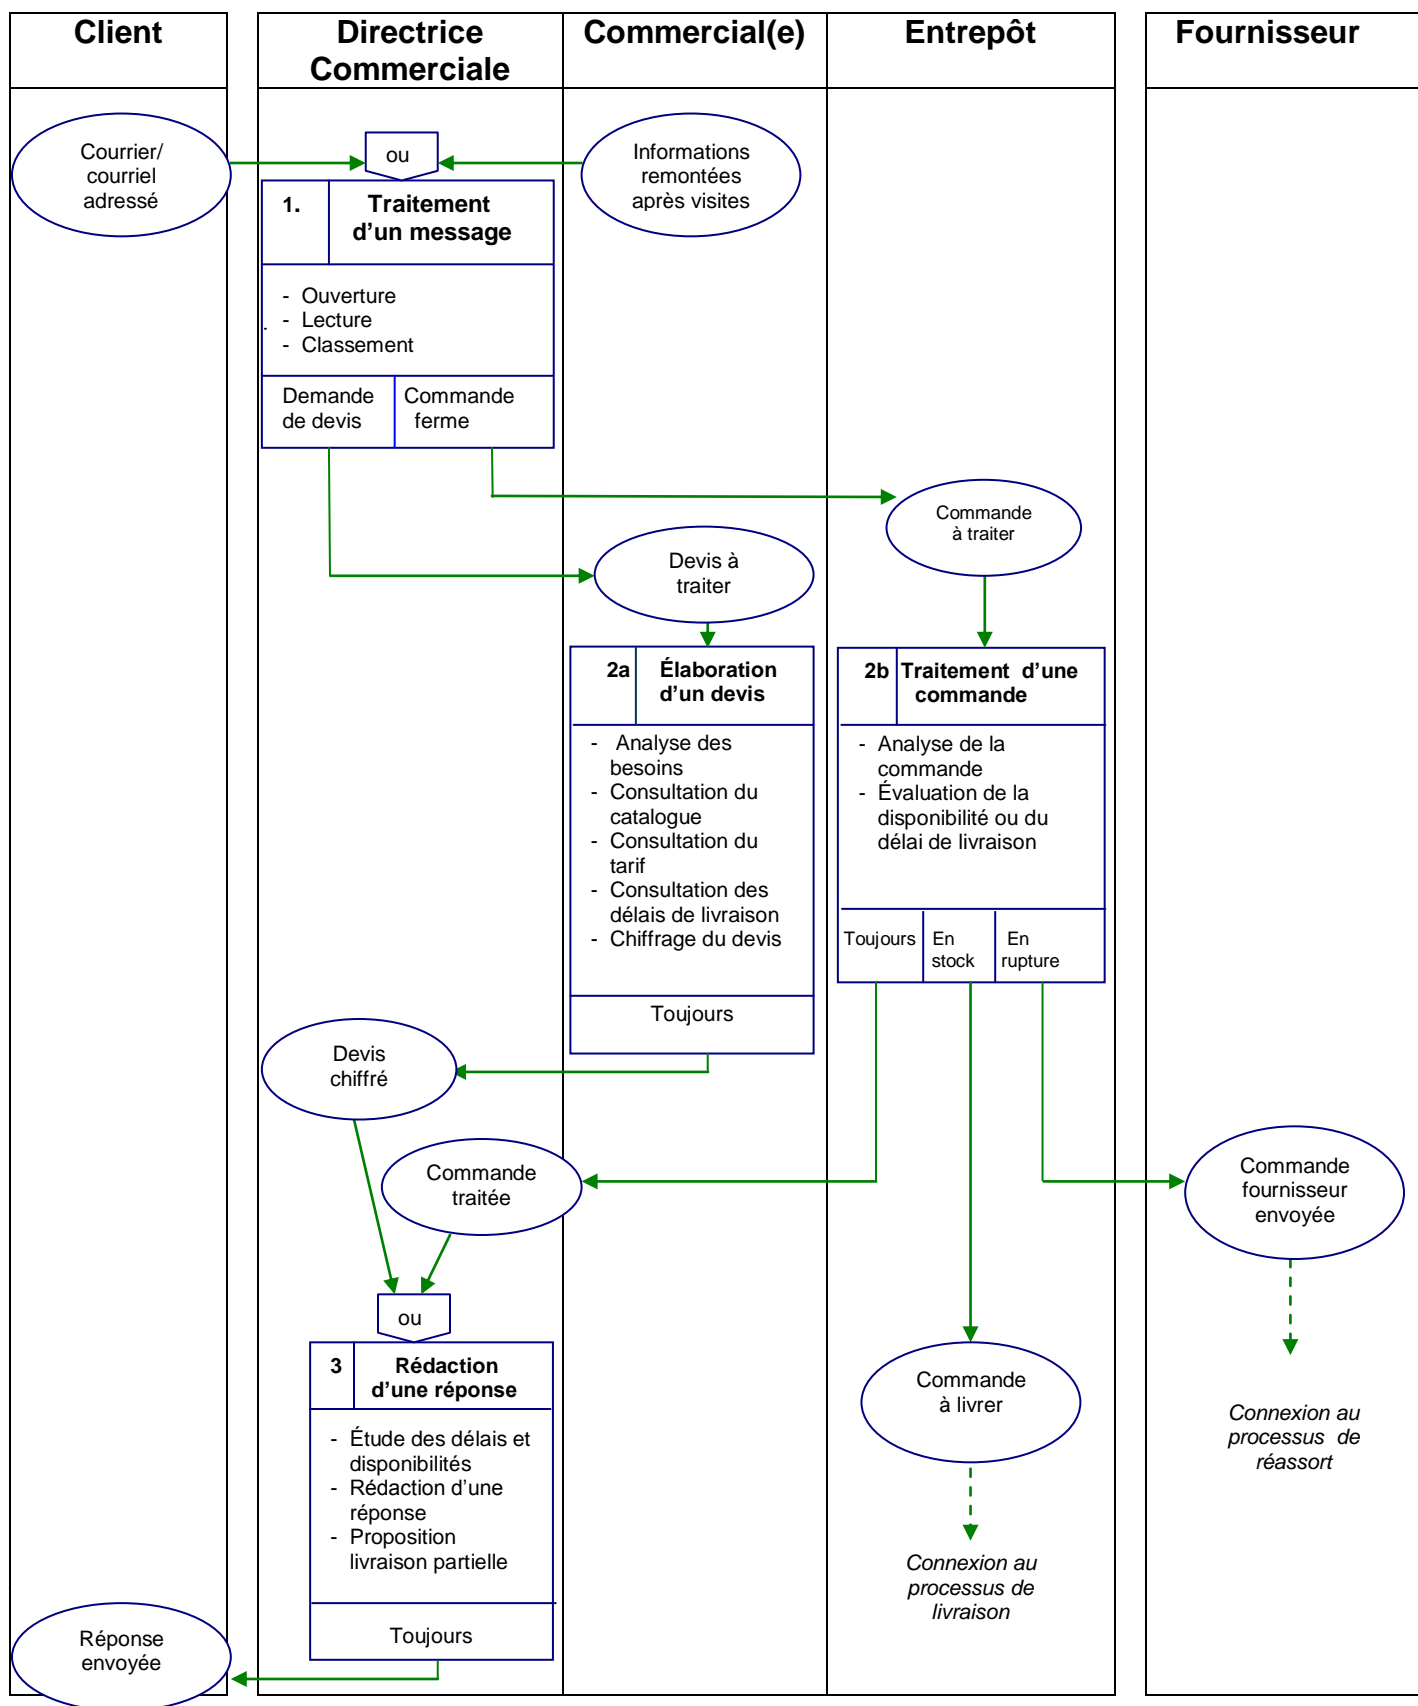 Client
Directrice
Commerciale
Commercial(e)
Entrepôt
Fournisseur
Courrier/
courriel
adressé
ou
Informations
remontées
après visites
1.
Traitement
d’un message
- Ouverture
- Lecture
- Classement
Demande
de devis
Commande
ferme
Commande
à traiter
Devis à
traiter
2a
Élaboration
d’un devis
- Analyse des
besoins
- Consultation du
catalogue
- Consultation du
tarif
- Consultation des
délais de livraison
- Chiffrage du devis
Toujours
2b
Traitement d’une
commande
- Analyse de la
commande
- Évaluation de la
disponibilité ou du
délai de livraison
Toujours
En
stock
En
rupture
Devis
chiffré
Commande
traitée
Commande
fournisseur
envoyée
ou
3
Rédaction
d’une réponse
- Étude des délais et
disponibilités
- Rédaction d’une
réponse
- Proposition
livraison partielle
Toujours
Commande
à livrer
Connexion au
processus de
réassort
Connexion au
processus de
livraison
Réponse
envoyée